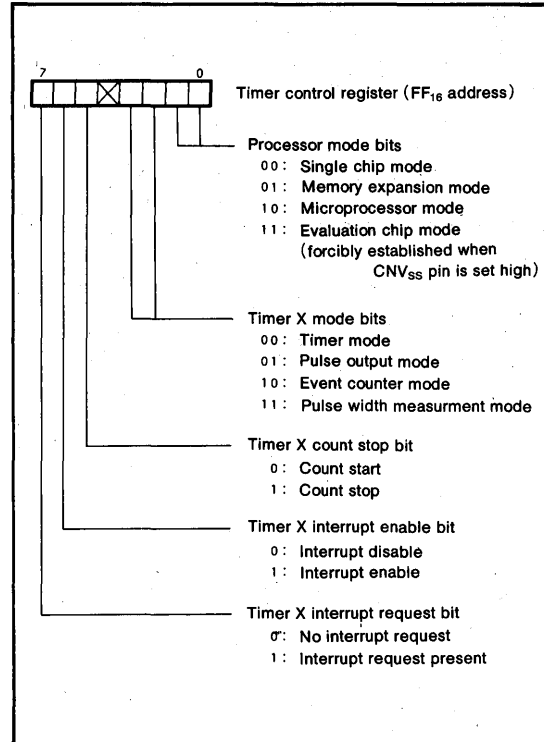 7 0
Timer control register (FF16 address)
Processor mode bits
00: Single chip mode
01: Memory expansion mode
10: Microprocessor mode
11: Evaluation chip mode
(forcibly established when
CNVSS pin is set high)
Timer X mode bits
00: Timer mode
01: Pulse output mode
10: Event counter mode
11: Pulse width measurment mode
Timer X count stop bit
0: Count start
1: Count stop
Timer X interrupt enable bit
0: Interrupt disable
1: Interrupt enable
Timer X interrupt request bit
0: No interrupt request
1: Interrupt request present